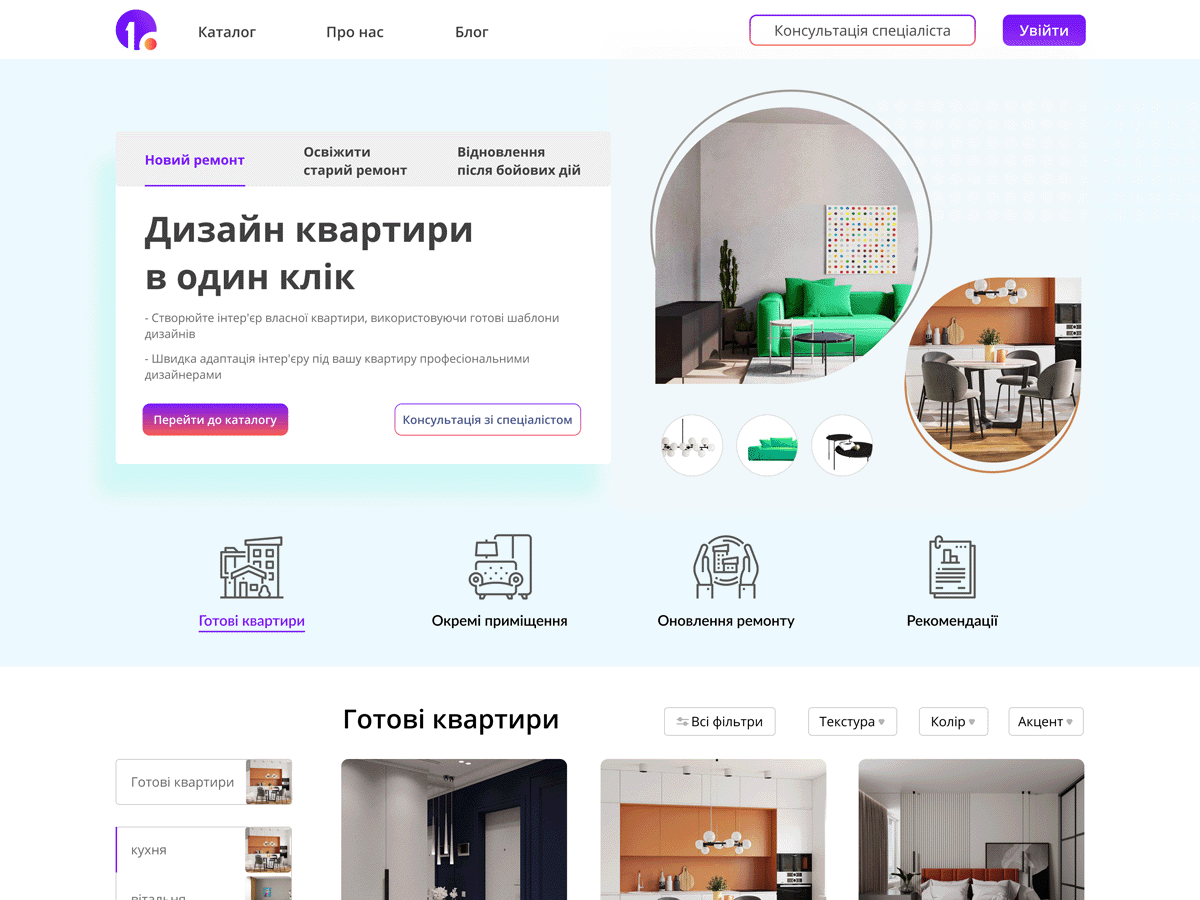 1
Каталог
Про нас
Блог
Консультація спеціаліста
Увійти
Новий ремонт
Освіжити
старий ремонт
Відновлення
після бойових дій
Дизайн квартири
в один клік
- Створюйте інтер'єр власної квартири, використовуючи готові шаблони
дизайнів
- Швидка адаптація інтер'єру під вашу квартиру професіональними
дизайнерами
Перейти до каталогу
Консультація зі спеціалістом
Готові квартири
Окремі приміщення
Оновлення ремонту
Рекомендації
Готові квартири
Всі фільтри
Текстура
Колір
Акцент
Готові квартири
кухня
вітальня